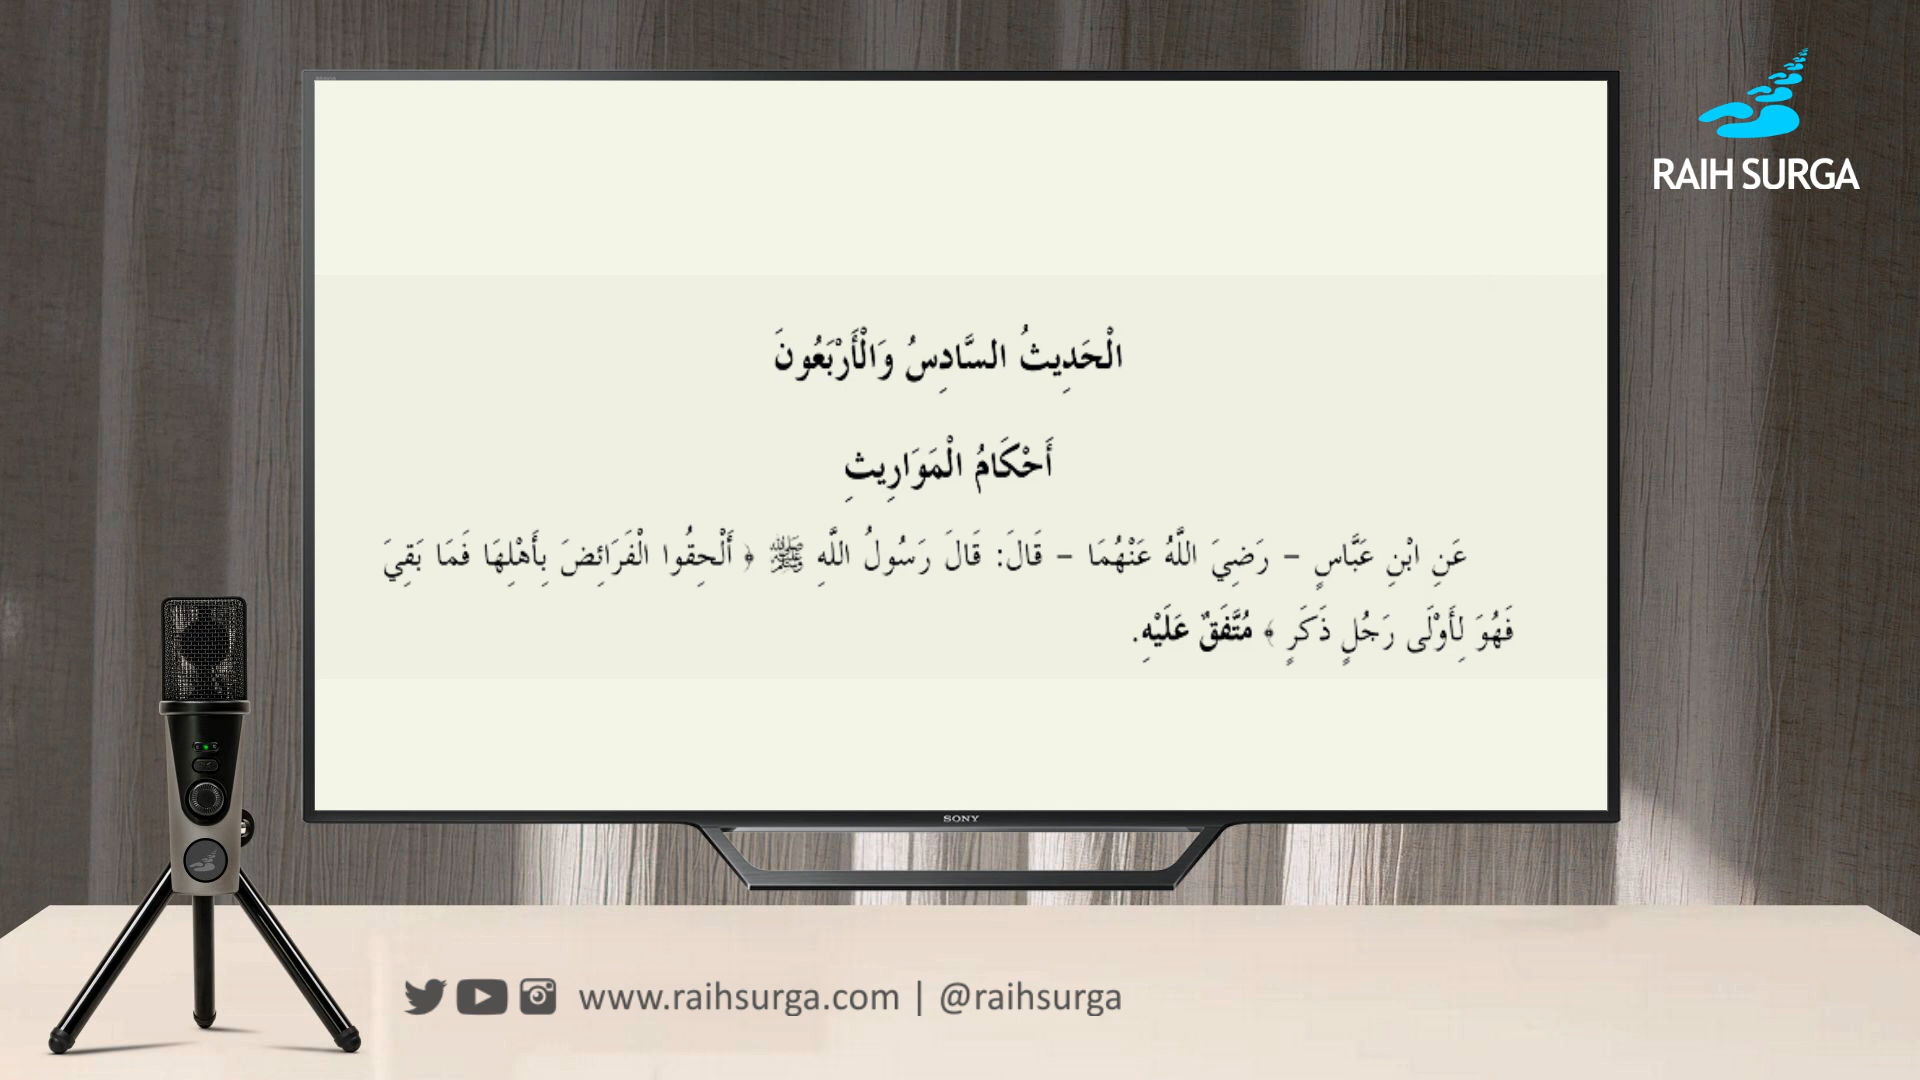 RAIH SURGA
الْحَدِيثُ السَّادِسُ وَالْأَرْبَعُونَ
أَحْكَامُ الْمَوَارِيثِ
عَنِ ابْنِ عَبَّاسٍ – رَضِيَ اللَّهُ عَنْهُمَا – قَالَ: قَالَ رَسُولُ اللَّهِ ﷺ ﴿ أَلْحِقُوا الْفَرَائِضَ بِأَهْلِهَا فَمَا بَقِيَ
فَهُوَ لِأَوْلَى رَجُلٍ ذَكَرٍ ﴾ مُتَّفَقٌ عَلَيْهِ.
SONY
www.raihsurga.com | @raihsurga